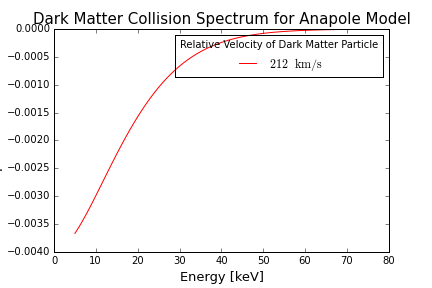 Dark Matter Collision Spectrum for Anapole Model
Relative Velocity of Dark Matter Particle
212 km/s
0.0000
−0.0005
−0.0010
−0.0015
−0.0020
−0.0025
−0.0030
−0.0035
−0.0040
0 10 20 30 40 50 60 70 80
Energy [keV]